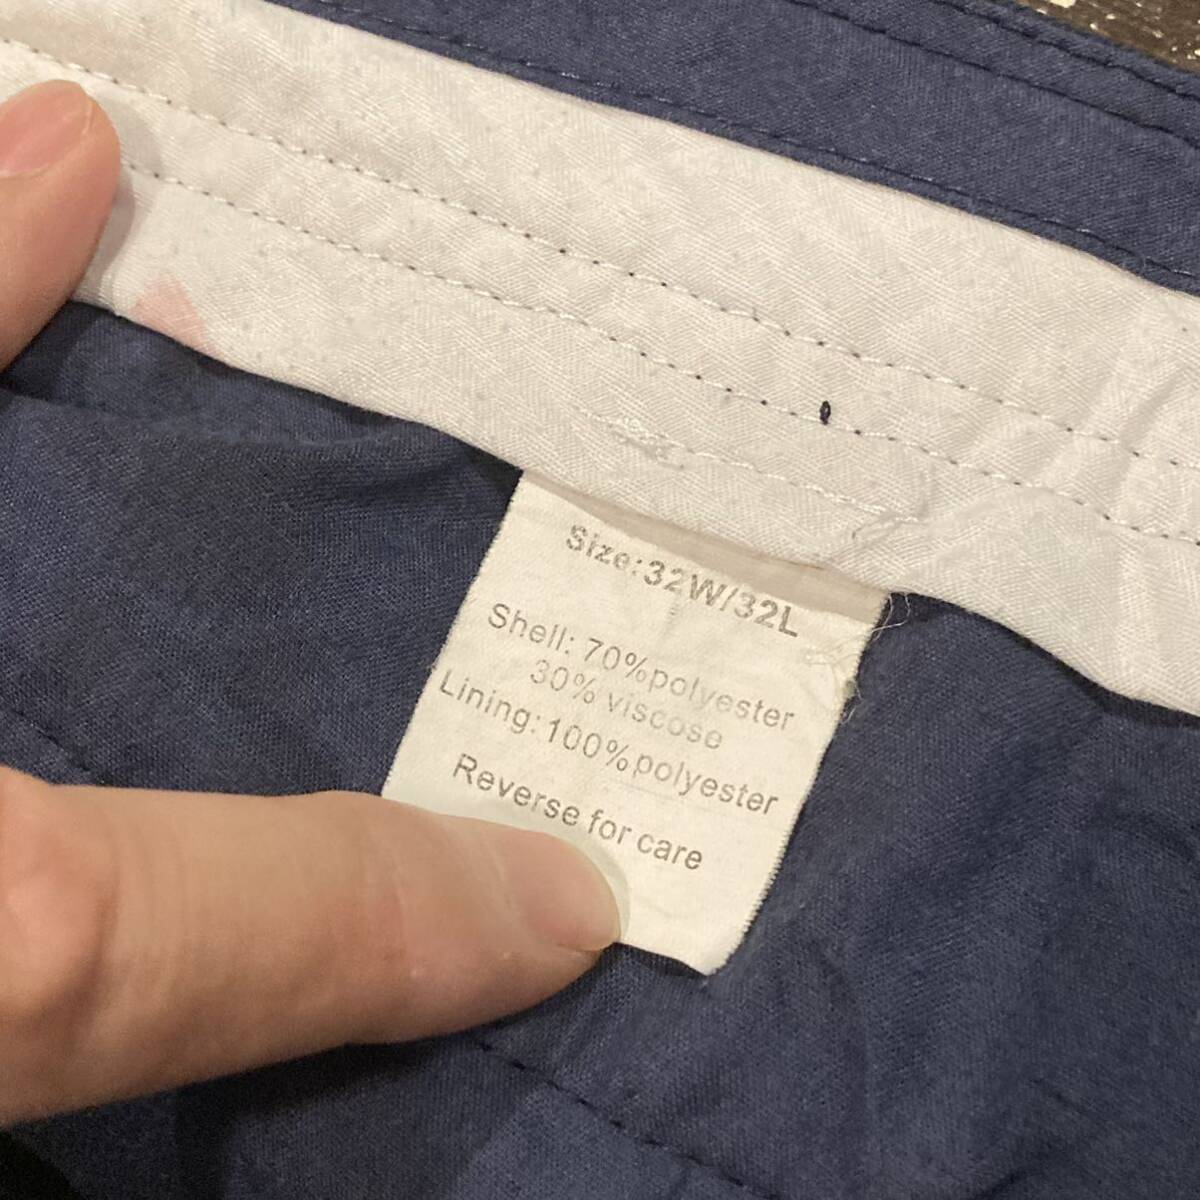 Size:32W/32L
Shell: 70%polyester
30% viscose
Lining:100%polyester
Reverse for care